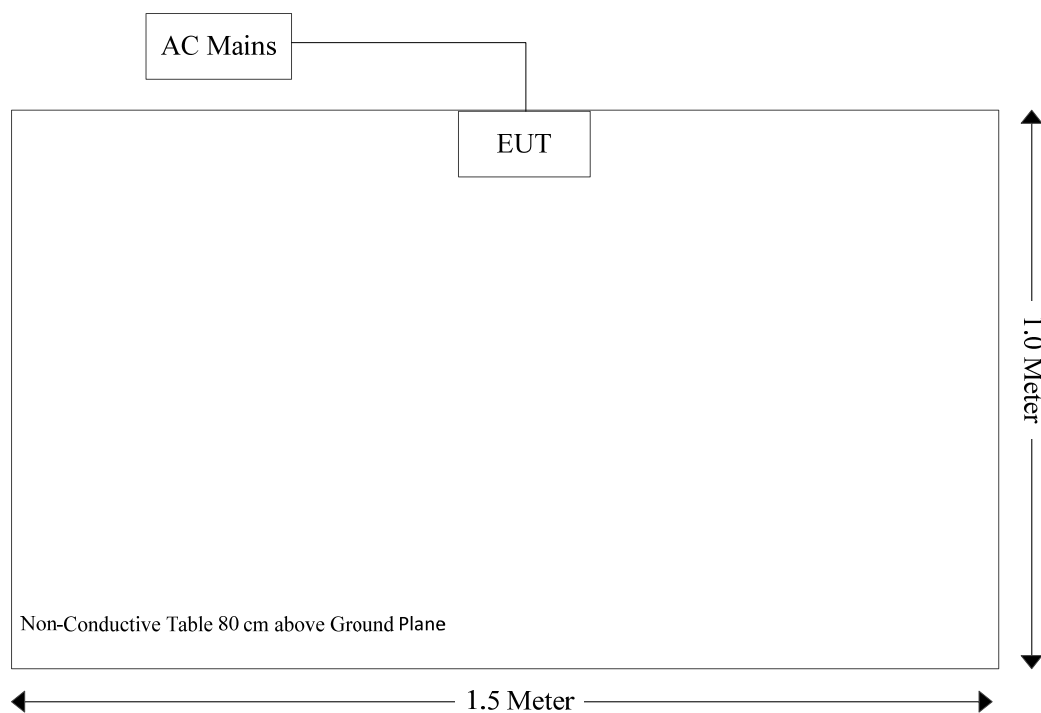 AC Mains
EUT
1.0 Meter
Non-Conductive Table 80 cm above Ground Plane
1.5 Meter